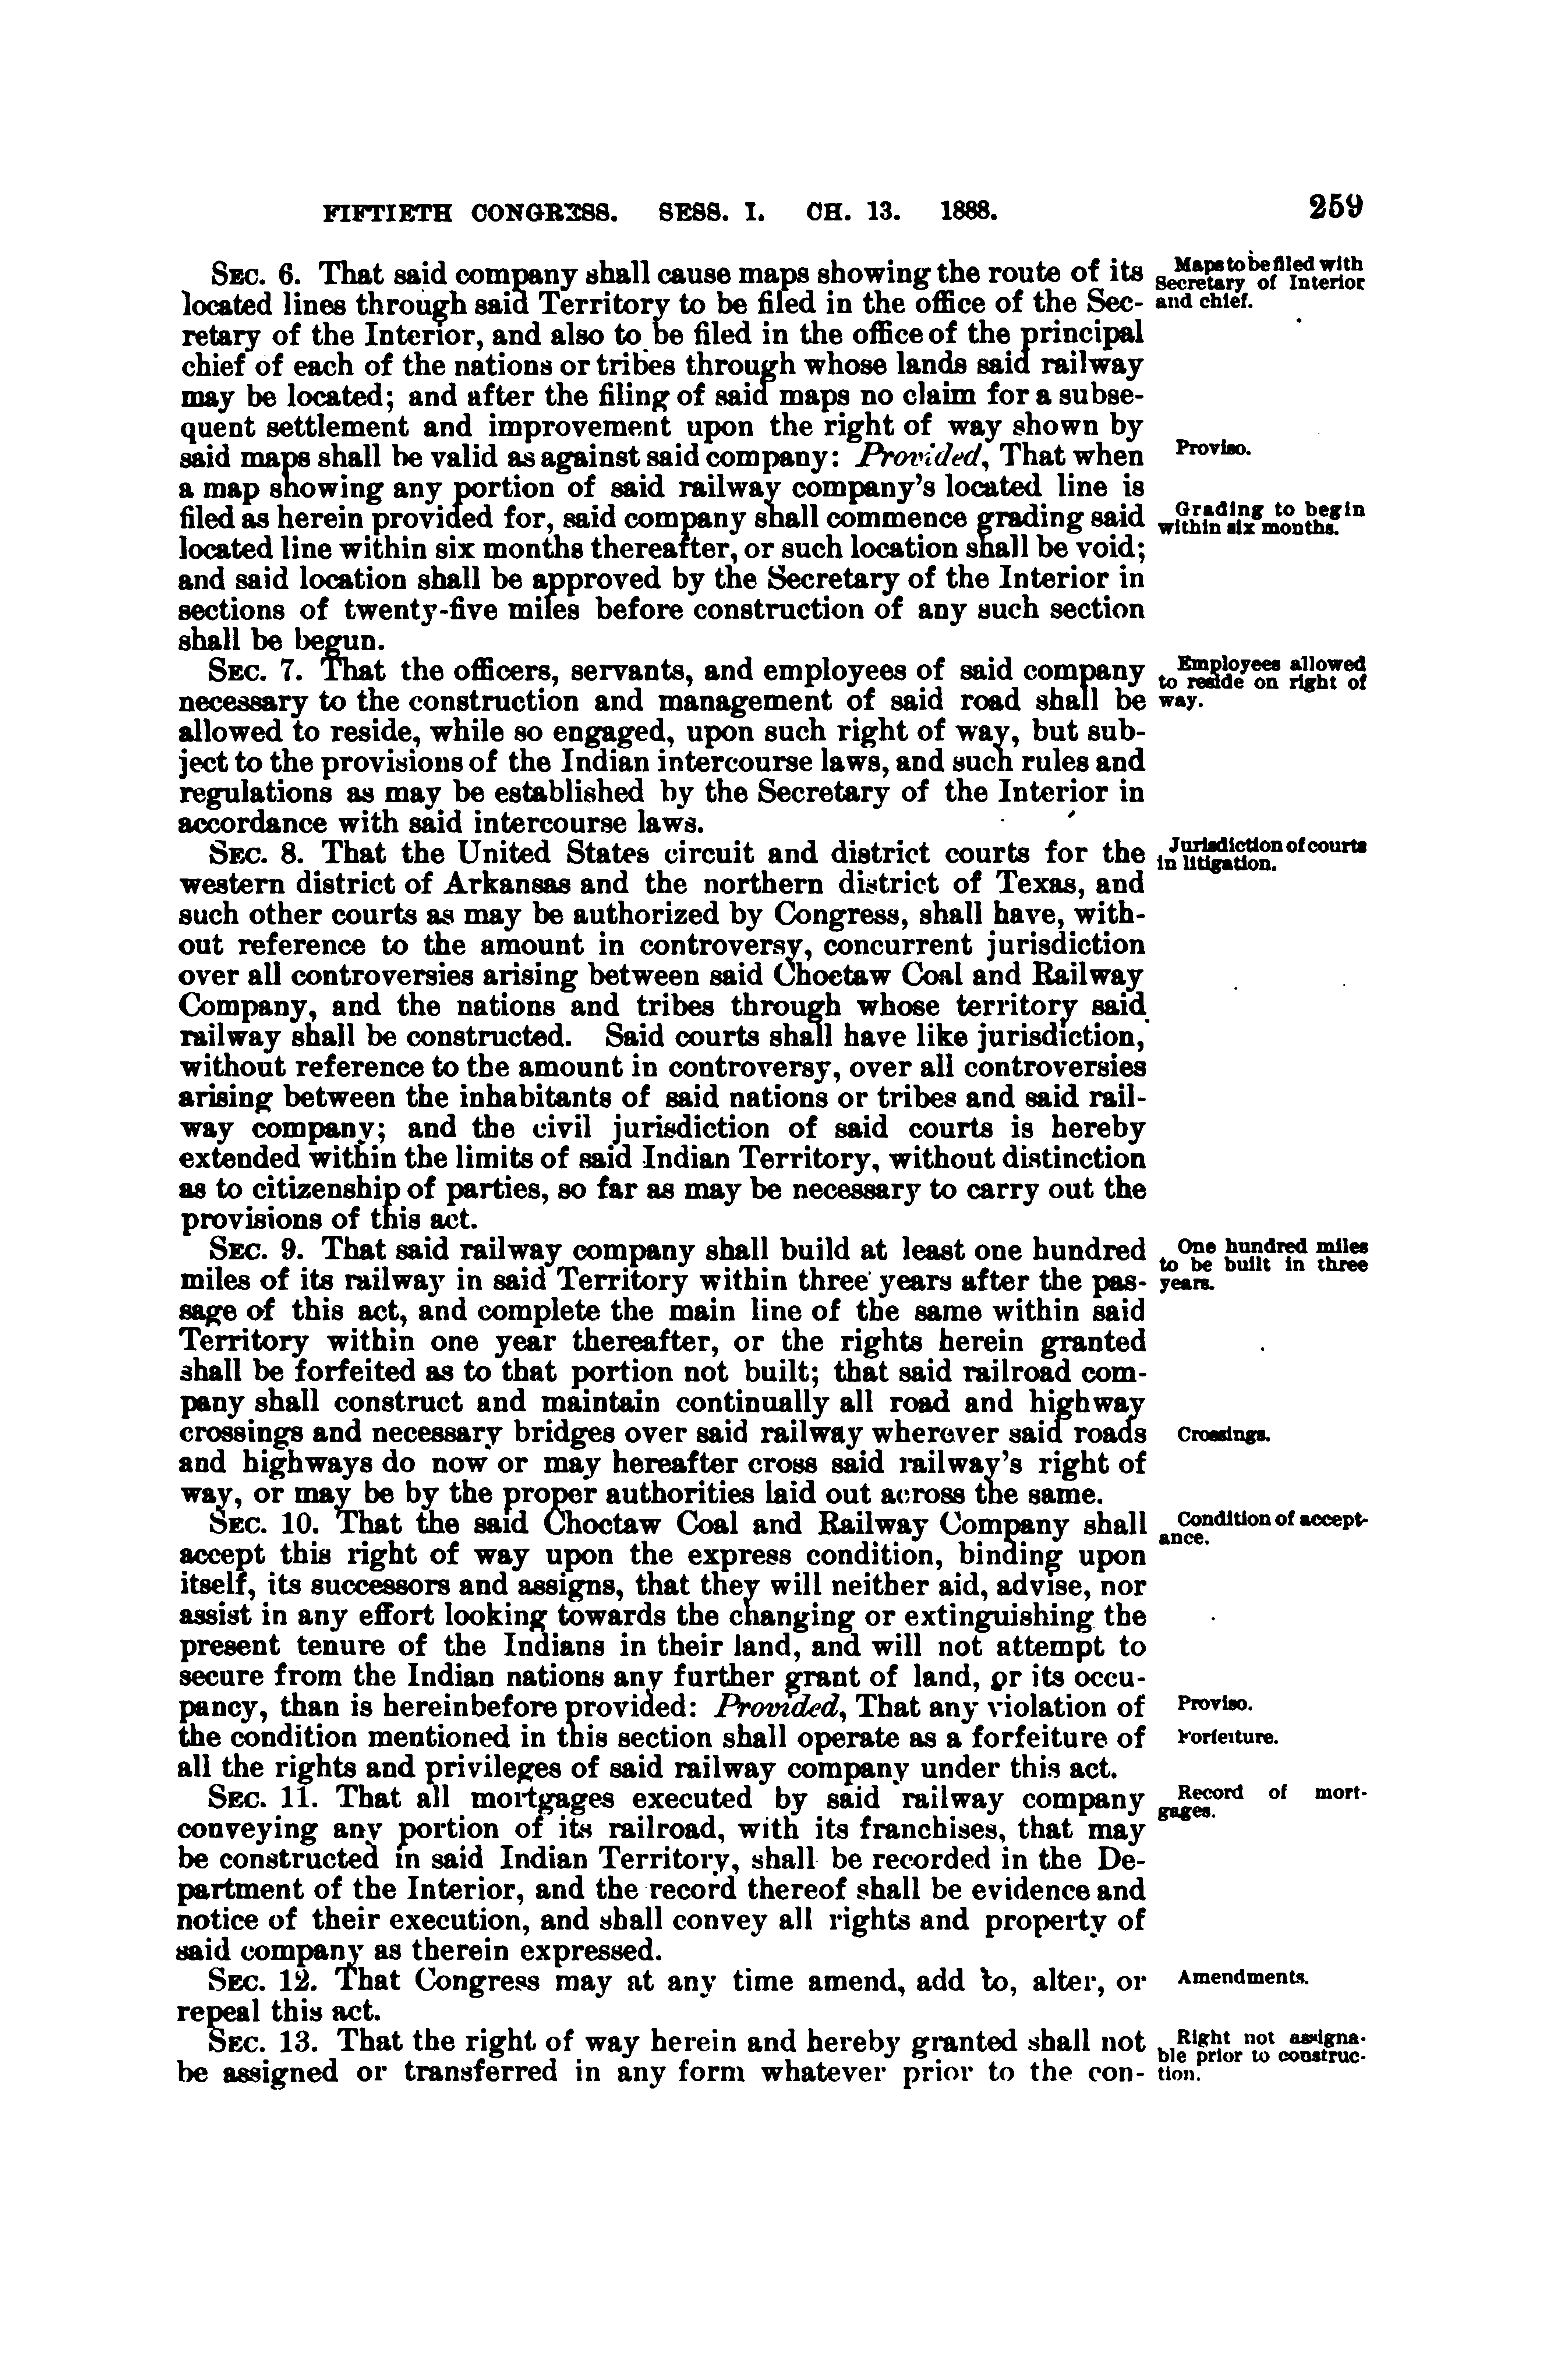 FIFTIETH CONGRESS. SESS. I. CH. 13. 1888. 259
SEC. 6. That said company shall cause maps showing the route of its
located lines through said Territory to be filed in the office of the Sec-
retary of the Interior, and also to be filed in the office of the principal
chief of each of the nations or tribes through whose lands said railway
may be located; and after the filing of said maps no claim for a subse-
quent settlement and improvement upon the right of way shown by
said maps shall be valid as against said company: Provided, That when
a map showing any portion of said railway company's located line is
filed as herein provided for, said company shall commence grading said
located line within six months thereafter, or such location shall be void;
and said location shall be approved by the Secretary of the Interior in
sections of twenty-five miles before construction of any such section
shall be begun.
SEC. 7. That the officers, servants, and employees of said company
necessary to the construction and management of said road shall be
allowed to reside, while so engaged, upon such right of way, but sub-
ject to the provisions of the Indian intercourse laws, and such rules and
regulations as may be established by the Secretary of the Interior in
accordance with said intercourse laws.
SEC. 8. That the United States circuit and district courts for the
western district of Arkansas and the northern district of Texas, and
such other courts as may be authorized by Congress, shall have, with-
out reference to the amount in controversy, concurrent jurisdiction
over all controversies arising between said Choctaw Coal and Railway
Company, and the nations and tribes through whose territory said
railway shall be constructed. Said courts shall have like jurisdiction,
without reference to the amount in controversy, over all controversies
arising between the inhabitants of said nations or tribes and said rail-
way company; and the civil jurisdiction of said courts is hereby
extended within the limits of said Indian Territory, without distinction
as to citizenship of parties, so far as may be necessary to carry out the
provisions of this act.
SEC. 9. That said railway company shall build at least one hundred
miles of its railway in said Territory within three years after the pas-
sage of this act, and complete the main line of the same within said
Territory within one year thereafter, or the rights herein granted
shall be forfeited as to that portion not built; that said railroad com-
pany shall construct and maintain continually all road and highway
crossings and necessary bridges over said railway wherever said roads
and highways do now or may hereafter cross said railway's right of
way, or may be by the proper authorities laid out across the same.
SEC. 10. That the said Choctaw Coal and Railway Company shall
accept this right of way upon the express condition, binding upon
itself, its successors and assigns, that they will neither aid, advise, nor
assist in any effort looking towards the changing or extinguishing the
present tenure of the Indians in their land, and will not attempt to
secure from the Indian nations any further grant of land, or its occu-
pancy, than is hereinbefore provided: Provided, That any violation of
the condition mentioned in this section shall operate as a forfeiture of
all the rights and privileges of said railway company under this act.
SEC. 11. That all mortgages executed by said railway company
conveying any portion of its railroad, with its franchises, that may
be constructed in said Indian Territory, shall be recorded in the De-
partment of the Interior, and the record thereof shall be evidence and
notice of their execution, and shall convey all rights and property of
said company as therein expressed.
SEC. 12. That Congress may at any time amend, add to, alter, or
repeal this act.
SEC. 13. That the right of way herein and hereby granted shall not
be assigned or transferred in any form whatever prior to the con-
Maps to be filed with
Secretary of Interior
and chief.
Proviso.
Grading to begin
within six months.
Employees allowed
to reside on right of
way.
Jurisdiction of courts
in litigation.
One hundred miles
to be built in three
years.
Crossings.
Condition of accept-
ance.
Proviso.
Forfeiture.
Record of mort-
gages.
Amendments.
Right not assigna-
ble prior to construc-
tion.